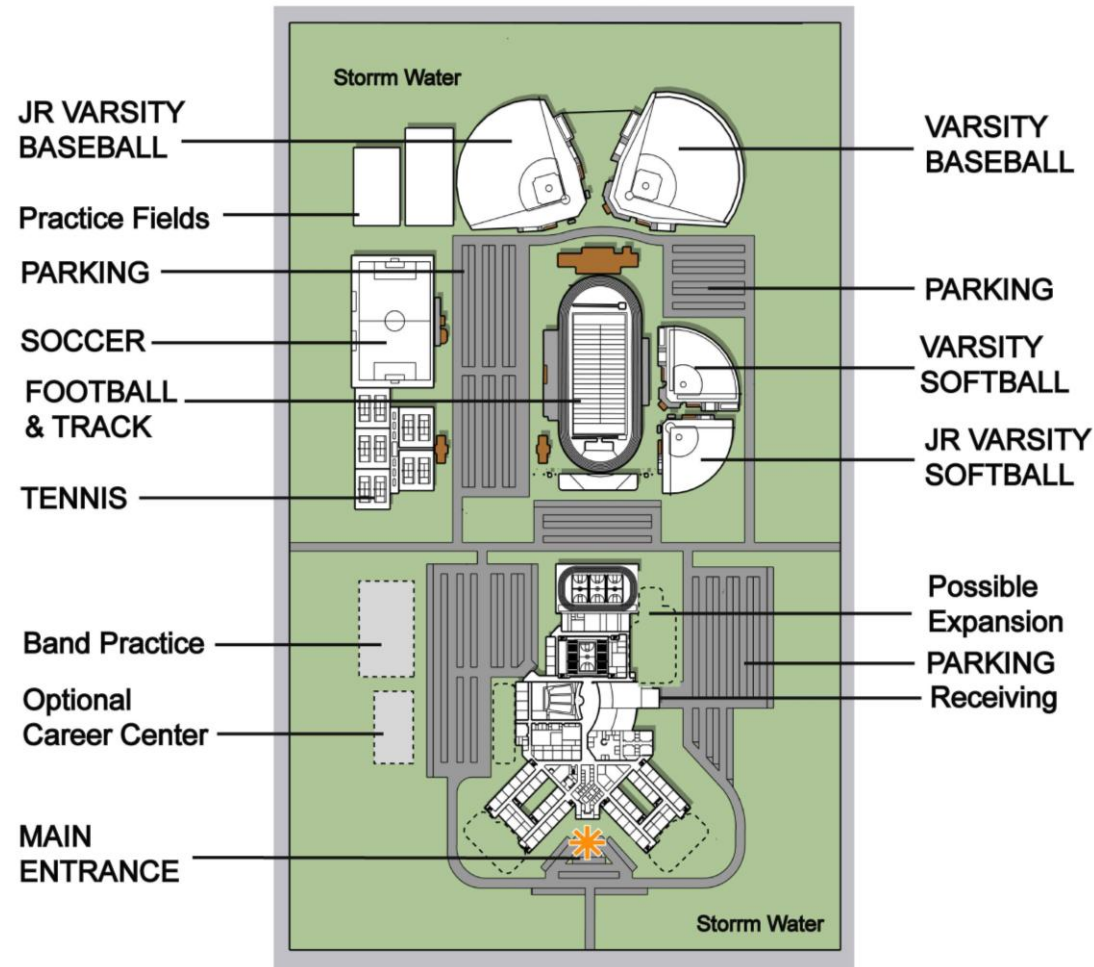 Storrm Water
JR VARSITY
BASEBALL
VARSITY
BASEBALL
Practice Fields
PARKING
PARKING
SOCCER
VARSITY
SOFTBALL
FOOTBALL
& TRACK
JR VARSITY
SOFTBALL
TENNIS
Possible
Expansion
Band Practice
PARKING
Receiving
Optional
Career Center
MAIN
ENTRANCE
Storrm Water